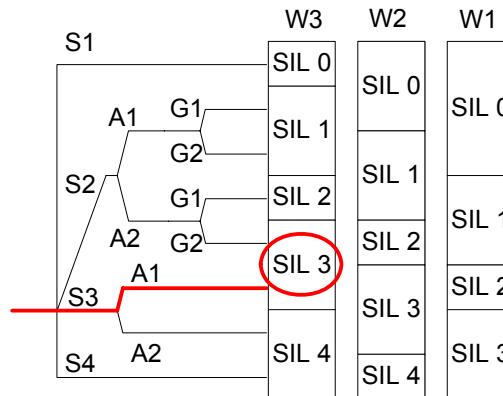 W3 W2 W1
S1
SIL 0 SIL 0 SIL 0
A1 G1 SIL 1
G2
S2 SIL 1
G1 SIL 2 SIL 1
A2 G2 SIL 2
A1 SIL 3
S3 SIL 3 SIL 2
A2 SIL 4 SIL 3
S4 SIL 4